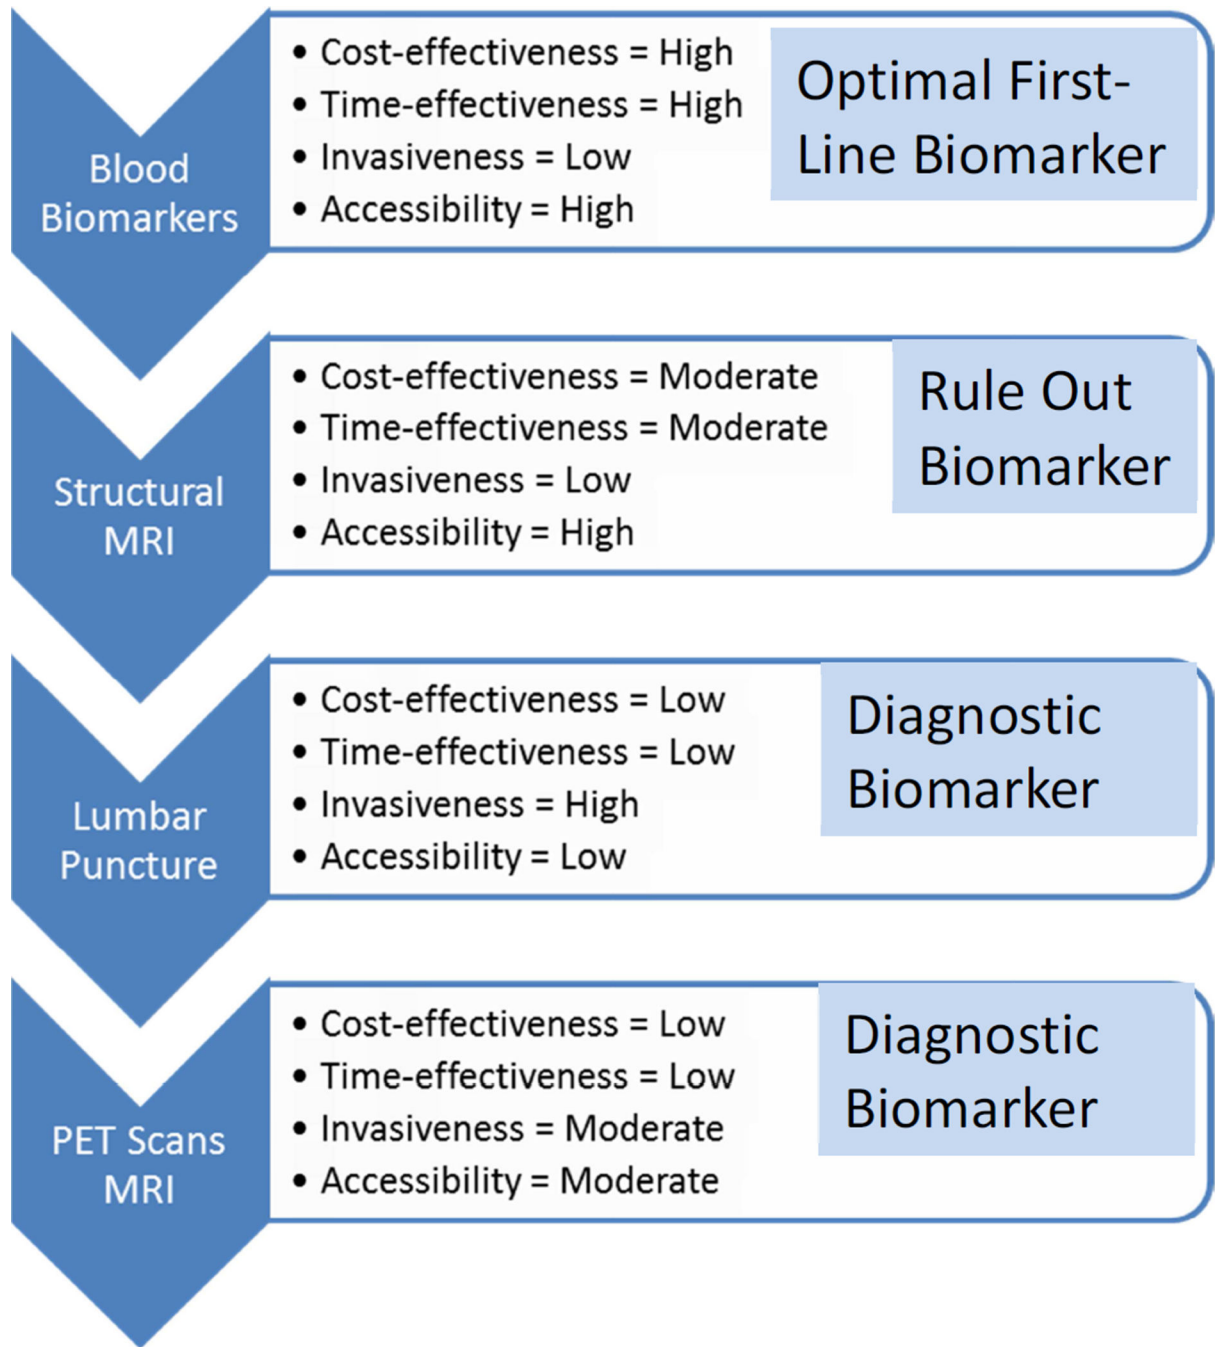 Blood
Biomarkers
• Cost-effectiveness = High
• Time-effectiveness = High
• Invasiveness = Low
• Accessibility = High
Optimal First-
Line Biomarker
Structural
MRI
• Cost-effectiveness = Moderate
• Time-effectiveness = Moderate
• Invasiveness = Low
• Accessibility = High
Rule Out
Biomarker
Lumbar
Puncture
• Cost-effectiveness = Low
• Time-effectiveness = Low
• Invasiveness = High
• Accessibility = Low
Diagnostic
Biomarker
PET Scans
MRI
• Cost-effectiveness = Low
• Time-effectiveness = Low
• Invasiveness = Moderate
• Accessibility = Moderate
Diagnostic
Biomarker